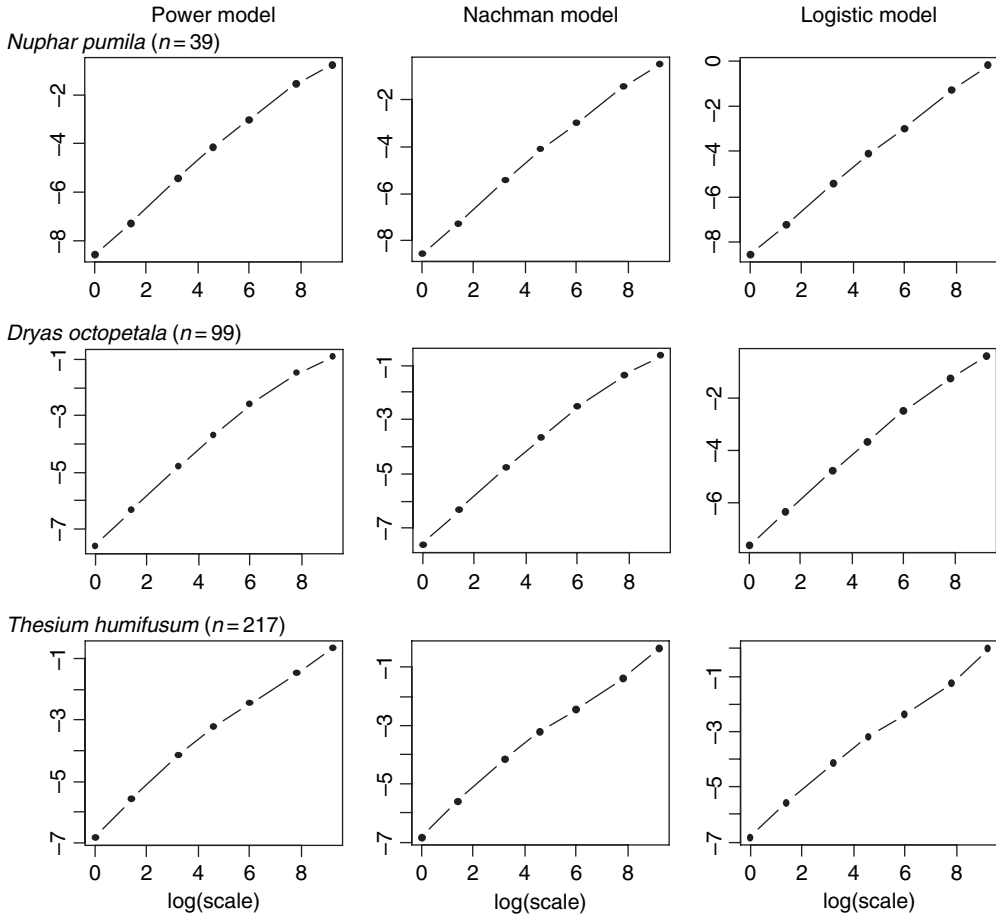 Power model Nachman model Logistic model
Nuphar pumila (n = 39)
−2 −4 −6 −8
0 2 4 6 8
−2 −4 −6 −8
0 2 4 6 8
0 −2 −4 −6 −8
0 2 4 6 8
Dryas octopetala (n = 99)
−1 −3 −5 −7
0 2 4 6 8
−1 −3 −5 −7
0 2 4 6 8
−2 −4 −6
0 2 4 6 8
Thesium humifusum (n = 217)
−1 −3 −5 −7
0 2 4 6 8
−1 −3 −5 −7
0 2 4 6 8
−1 −3 −5 −7
0 2 4 6 8
log(scale) log(scale) log(scale)